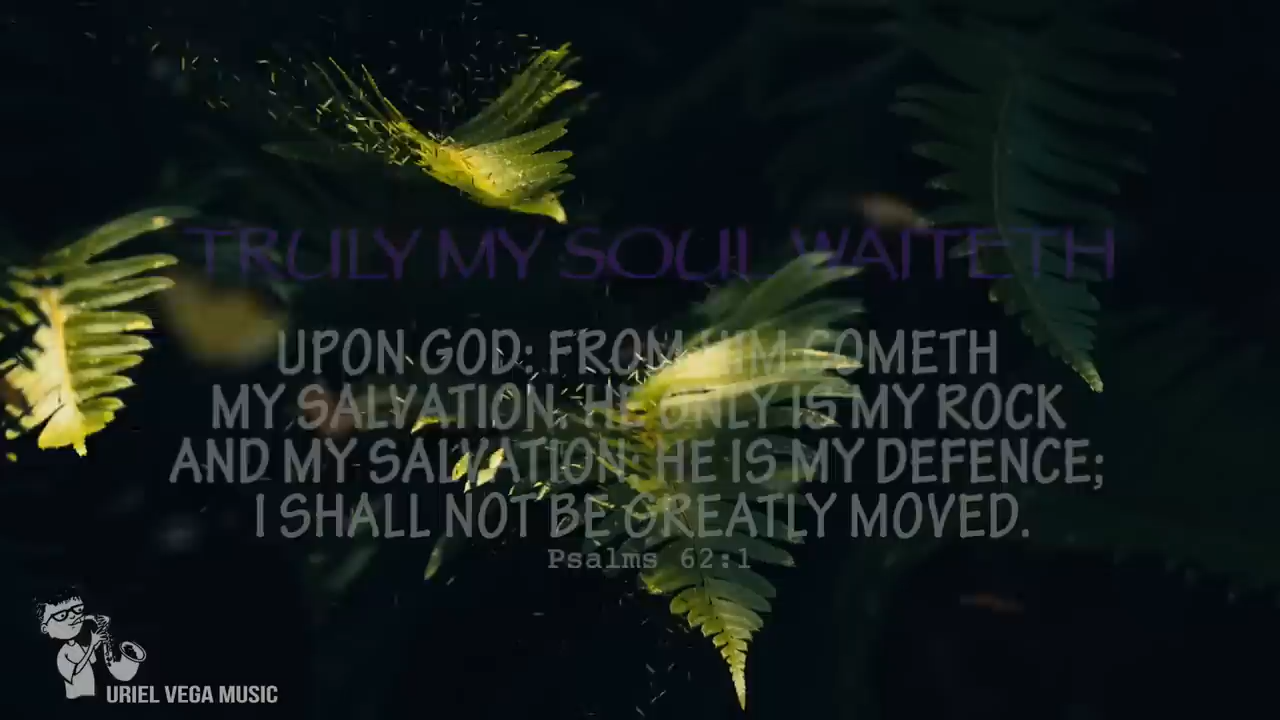 TRULY MY SOUL WAITETH
UPON GOD: FROM HIM COMETH
MY SALVATION. HE ONLY IS MY ROCK
AND MY SALVATION: HE IS MY DEFENCE;
I SHALL NOT BE GREATLY MOVED.
Psalms 62:1
URIEL VEGA MUSIC